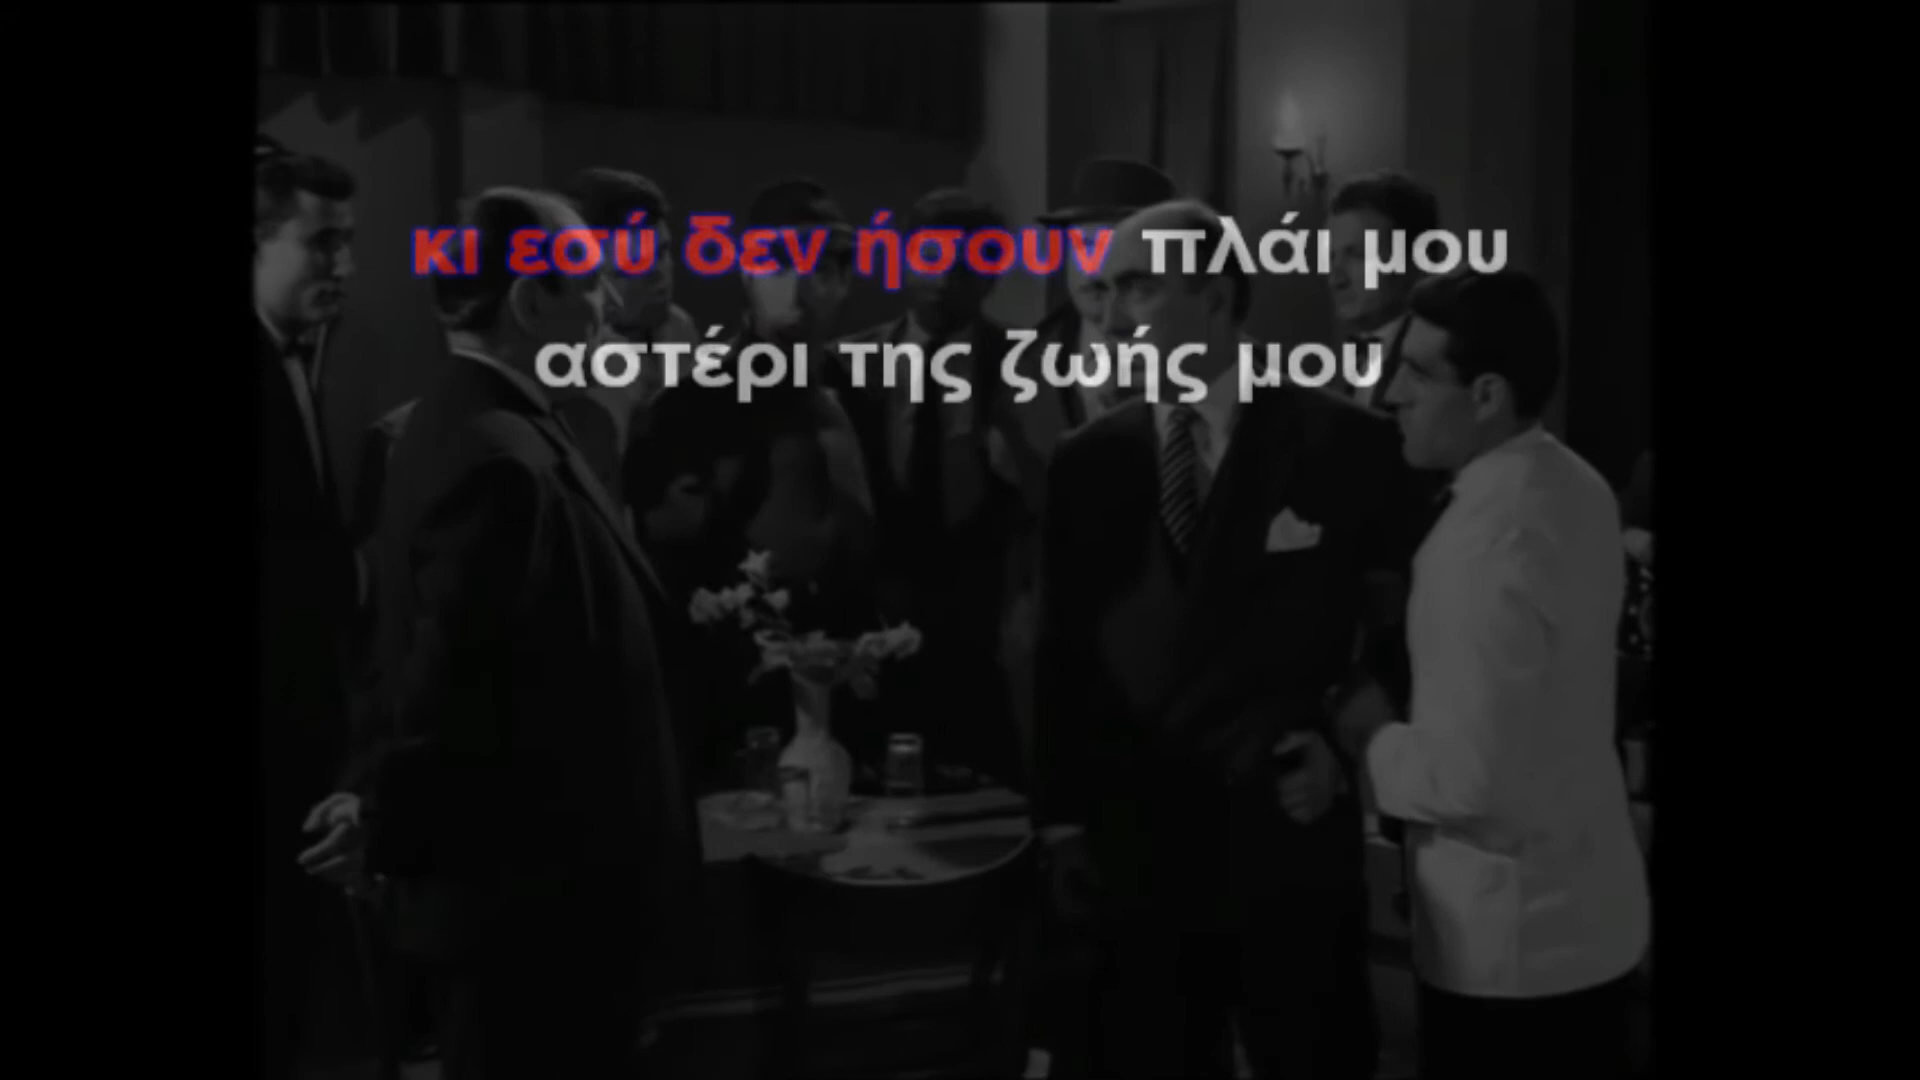 κι εσύ δεν ήσουν πλάι μου
αστέρι της ζωής μου